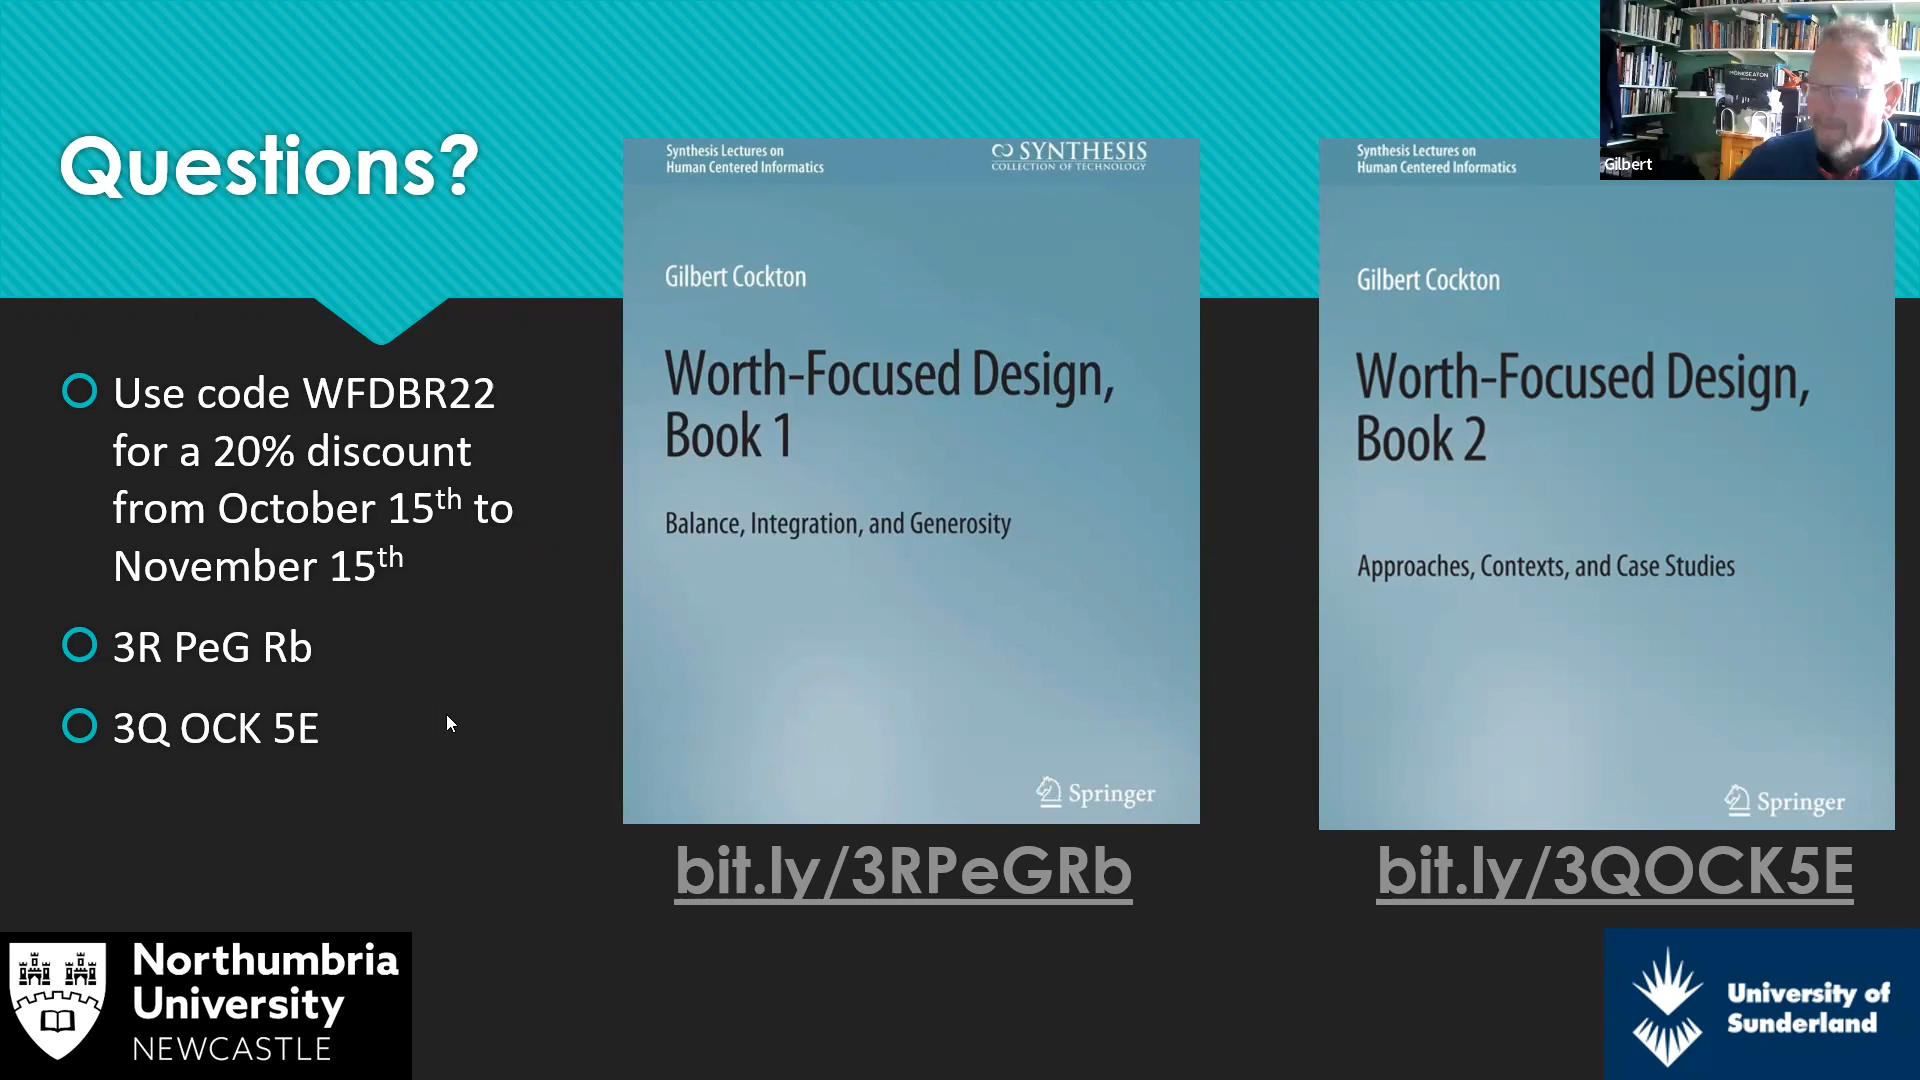 Questions?
Use code WFDBR22
for a 20% discount
from October 15th to
November 15th
3R PeG Rb
3Q OCK 5E
Synthesis Lectures on
Human Centered Informatics
SYNTHESIS
COLLECTION OF TECHNOLOGY
Gilbert Cockton
Worth-Focused Design,
Book 1
Balance, Integration, and Generosity
Springer
bit.ly/3RPeGRb
Synthesis Lectures on
Human Centered Informatics
Gilbert Cockton
Worth-Focused Design,
Book 2
Approaches, Contexts, and Case Studies
Springer
bit.ly/3QOCK5E
MONKSEATON
Gilbert
Northumbria
University
NEWCASTLE
University of
Sunderland